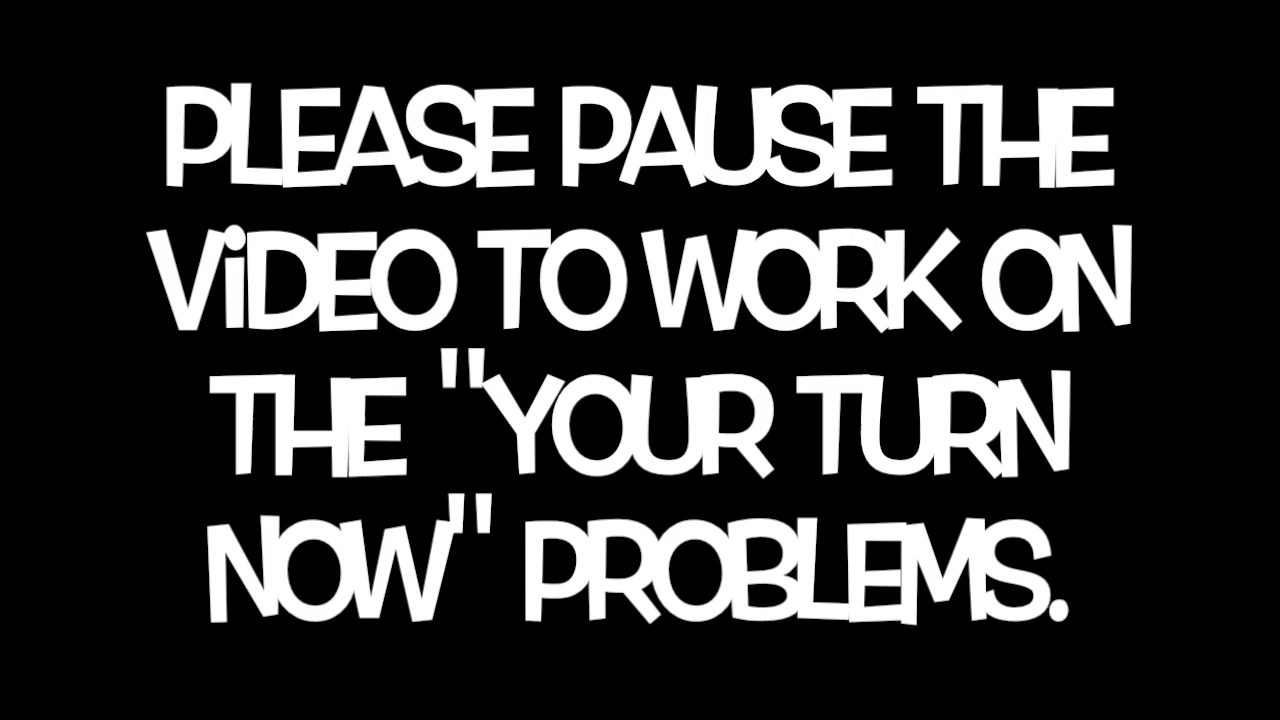 PLEASE PAUSE THE
ViDEO TO WORK ON
THE "YOUR TURN
NOW" PROBLEMS.